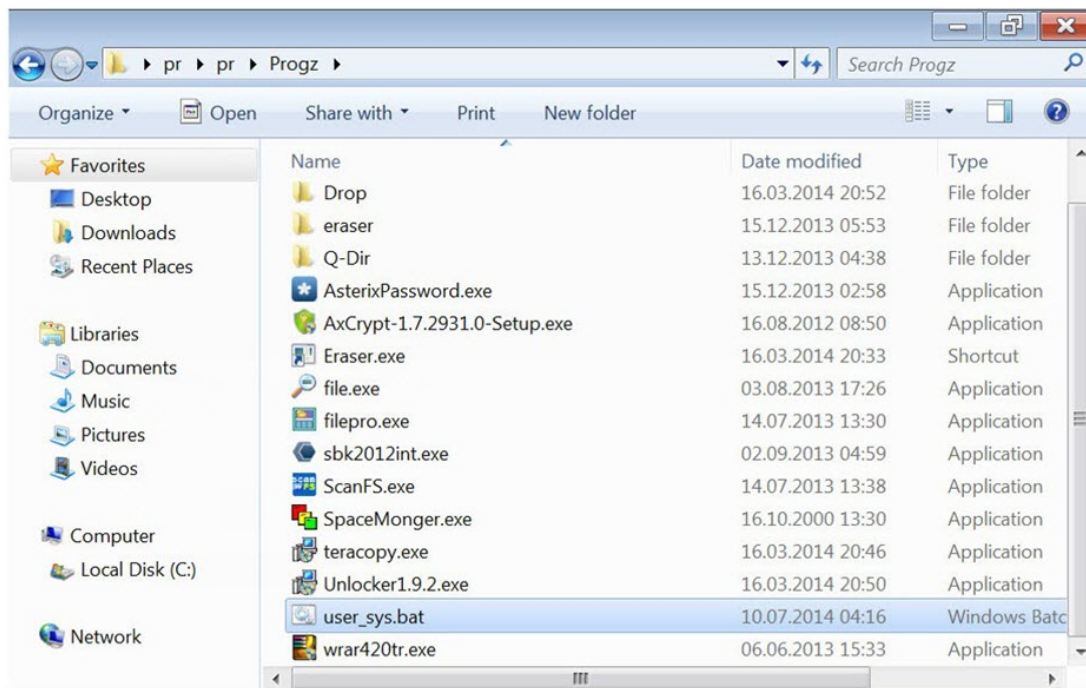 pr pr Progz Search Progz
Organize Open Share with Print New folder
Favorites
Desktop
Downloads
Recent Places
Libraries
Documents
Music
Pictures
Videos
Computer
Local Disk (C:)
Network
Name Date modified Type
Drop 16.03.2014 20:52 File folder
eraser 15.12.2013 05:53 File folder
Q-Dir 13.12.2013 04:38 File folder
AsterixPassword.exe 15.12.2013 02:58 Application
AxCrypt-1.7.2931.0-Setup.exe 16.08.2012 08:50 Application
Eraser.exe 16.03.2014 20:33 Shortcut
file.exe 03.08.2013 17:26 Application
filepro.exe 14.07.2013 13:30 Application
sbk2012int.exe 02.09.2013 04:59 Application
ScanFS.exe 14.07.2013 13:38 Application
SpaceMonger.exe 16.10.2000 13:30 Application
teracopy.exe 16.03.2014 20:46 Application
Unlocker1.9.2.exe 16.03.2014 20:50 Application
user_sys.bat 10.07.2014 04:16 Windows Batc
wrar420tr.exe 06.06.2013 15:33 Application